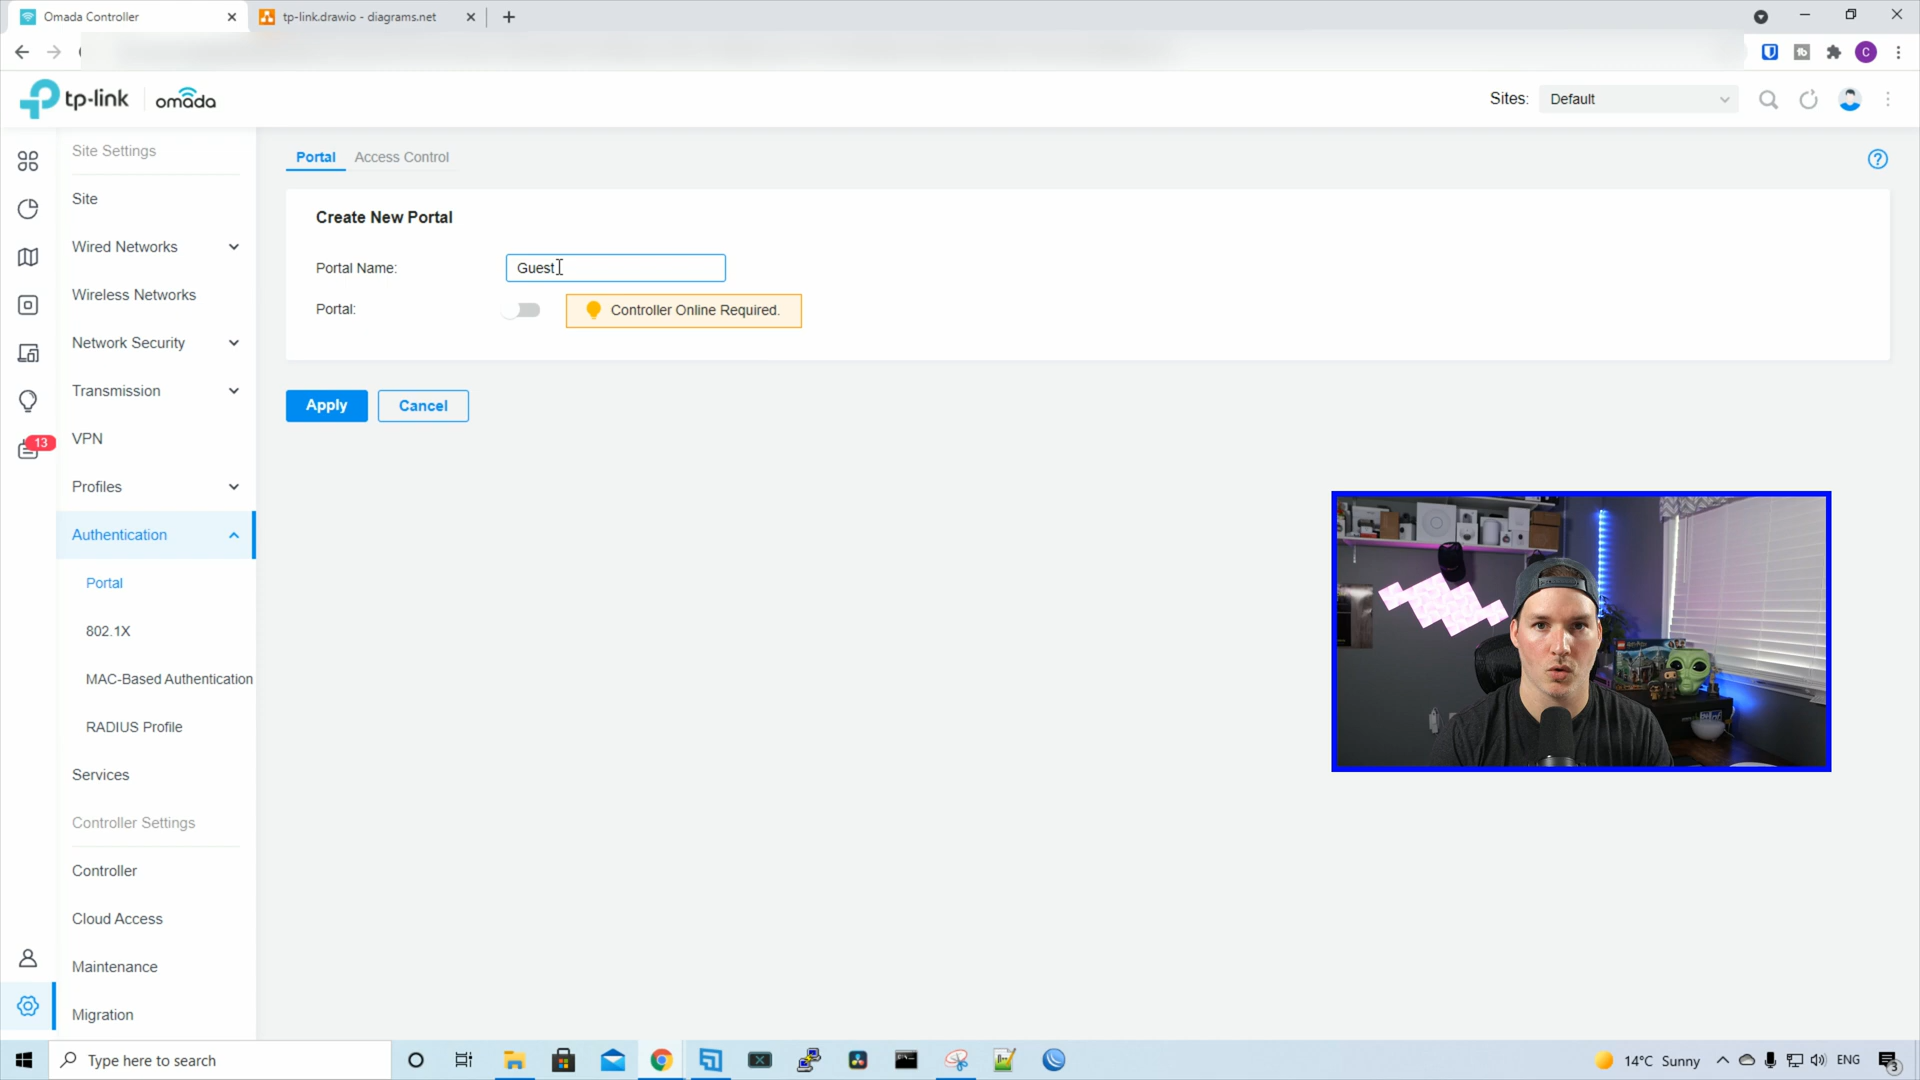 Omada Controller
tp-link.drawio - diagrams.net
C
tp-link
omada
Sites:
Default
Site Settings
Site
Wired Networks
Wireless Networks
Network Security
Transmission
13
VPN
Profiles
Authentication
Portal
802.1X
MAC-Based Authentication
RADIUS Profile
Services
Controller Settings
Controller
Cloud Access
Maintenance
Migration
Portal
Access Control
Create New Portal
Portal Name:
Guest
Portal:
Controller Online Required.
Apply
Cancel
Type here to search
14°C Sunny
ENG
3